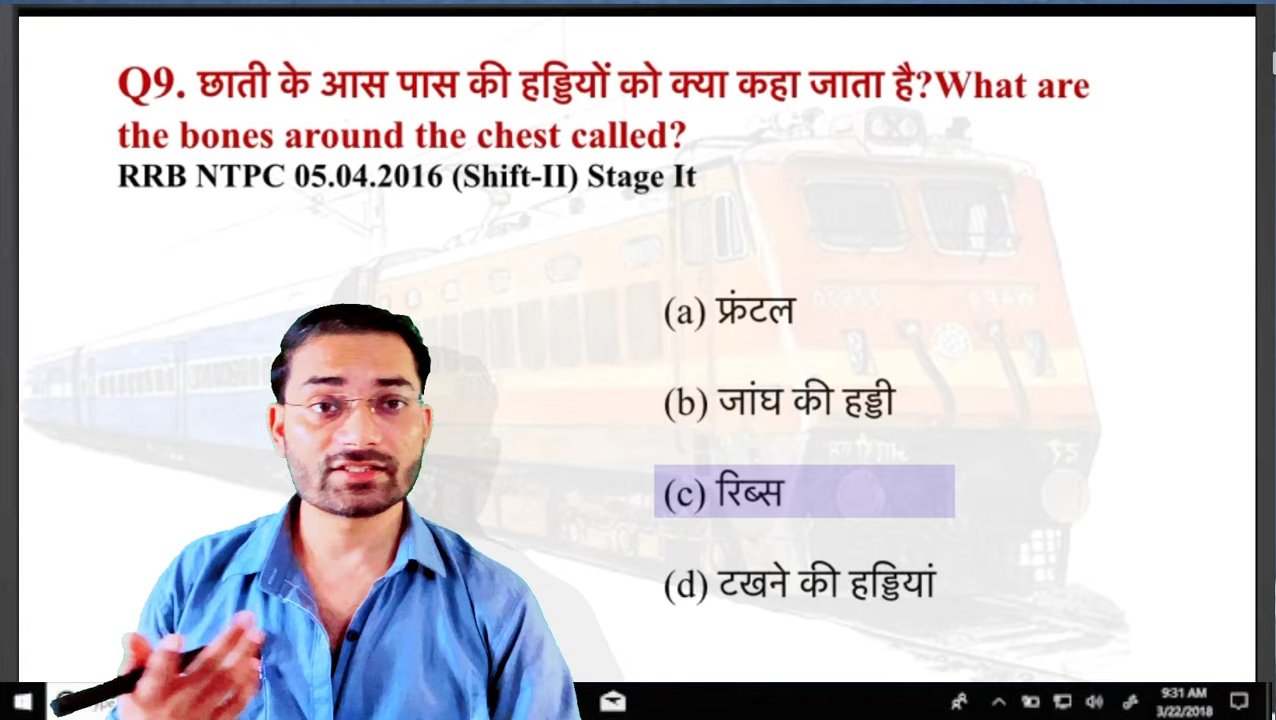 Q9. छाती के आस पास की हड्डियों को क्या कहा जाता है?What are
the bones around the chest called?
RRB NTPC 05.04.2016 (Shift-II) Stage It
(a) फ्रंटल
(b) जांघ की हड्डी
(c) रिब्स
(d) टखने की हड्डियां
9:31 AM
3/22/2018